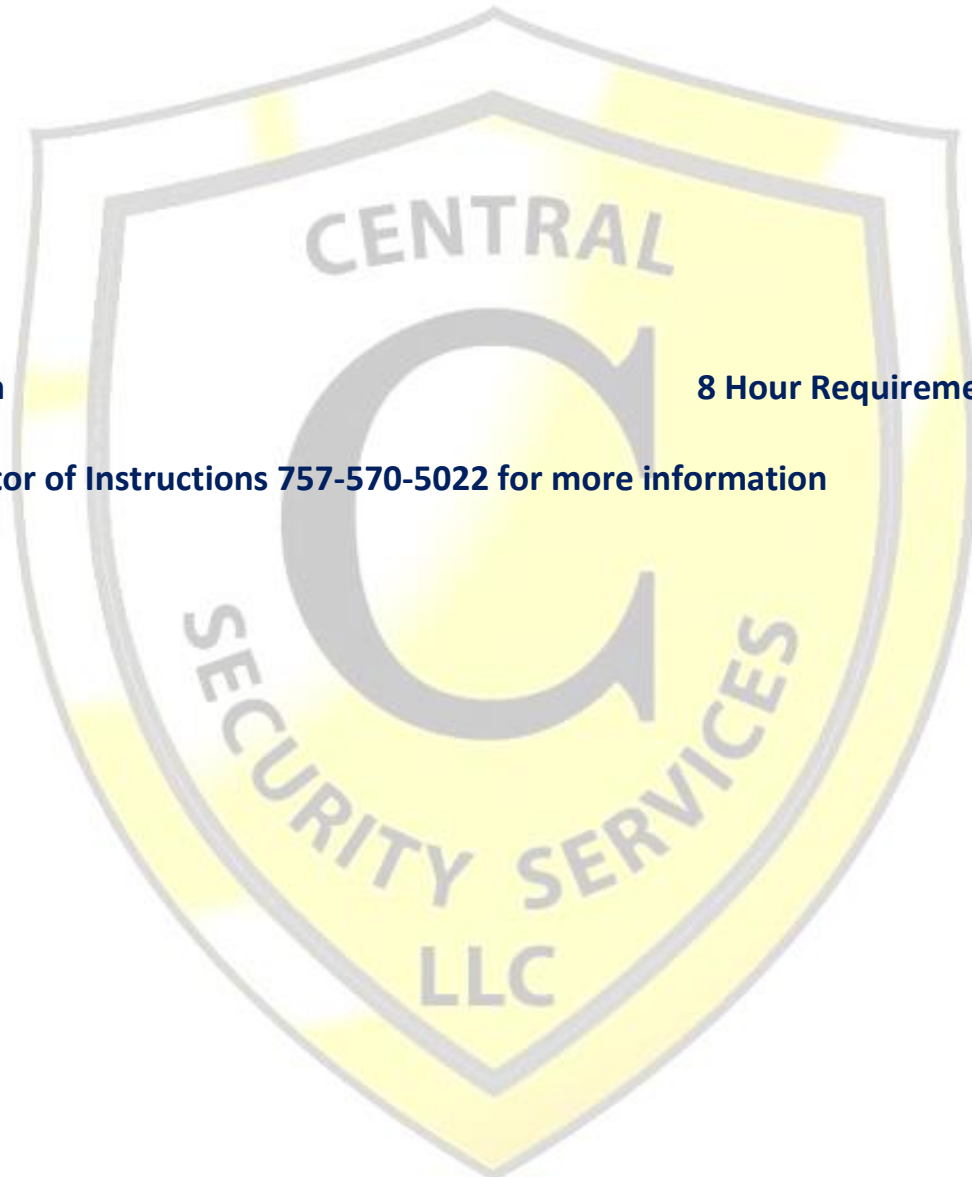 CENTRAL
C
8 Hour
of Instructions 757-570-5022 for more information
SECURITY SERVICES
LLC